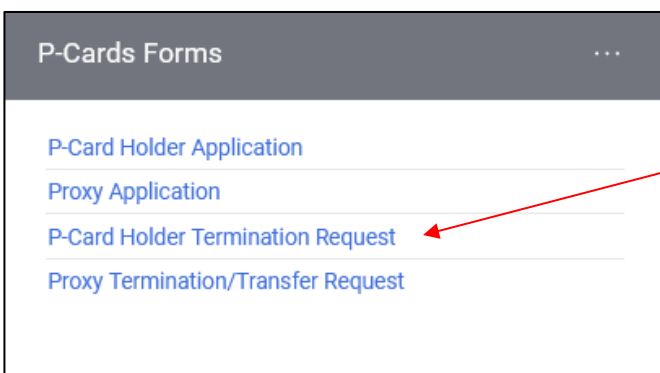 P-Cards Forms
P-Card Holder Application
Proxy Application
P-Card Holder Termination Request
Proxy Termination/Transfer Request